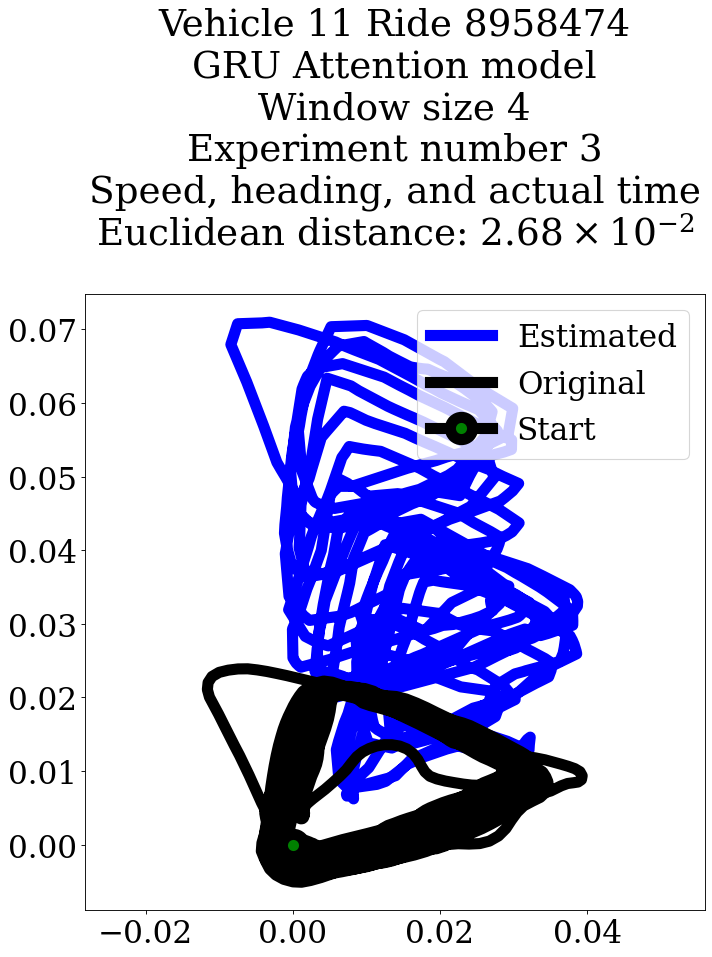 Vehicle 11 Ride 8958474
GRU Attention model
Window size 4
Experiment number 3
Speed, heading, and actual time
Euclidean distance: 2.68 × 10⁻²
Estimated
Original
Start
0.07
0.06
0.05
0.04
0.03
0.02
0.01
0.00
−0.02 0.00 0.02 0.04